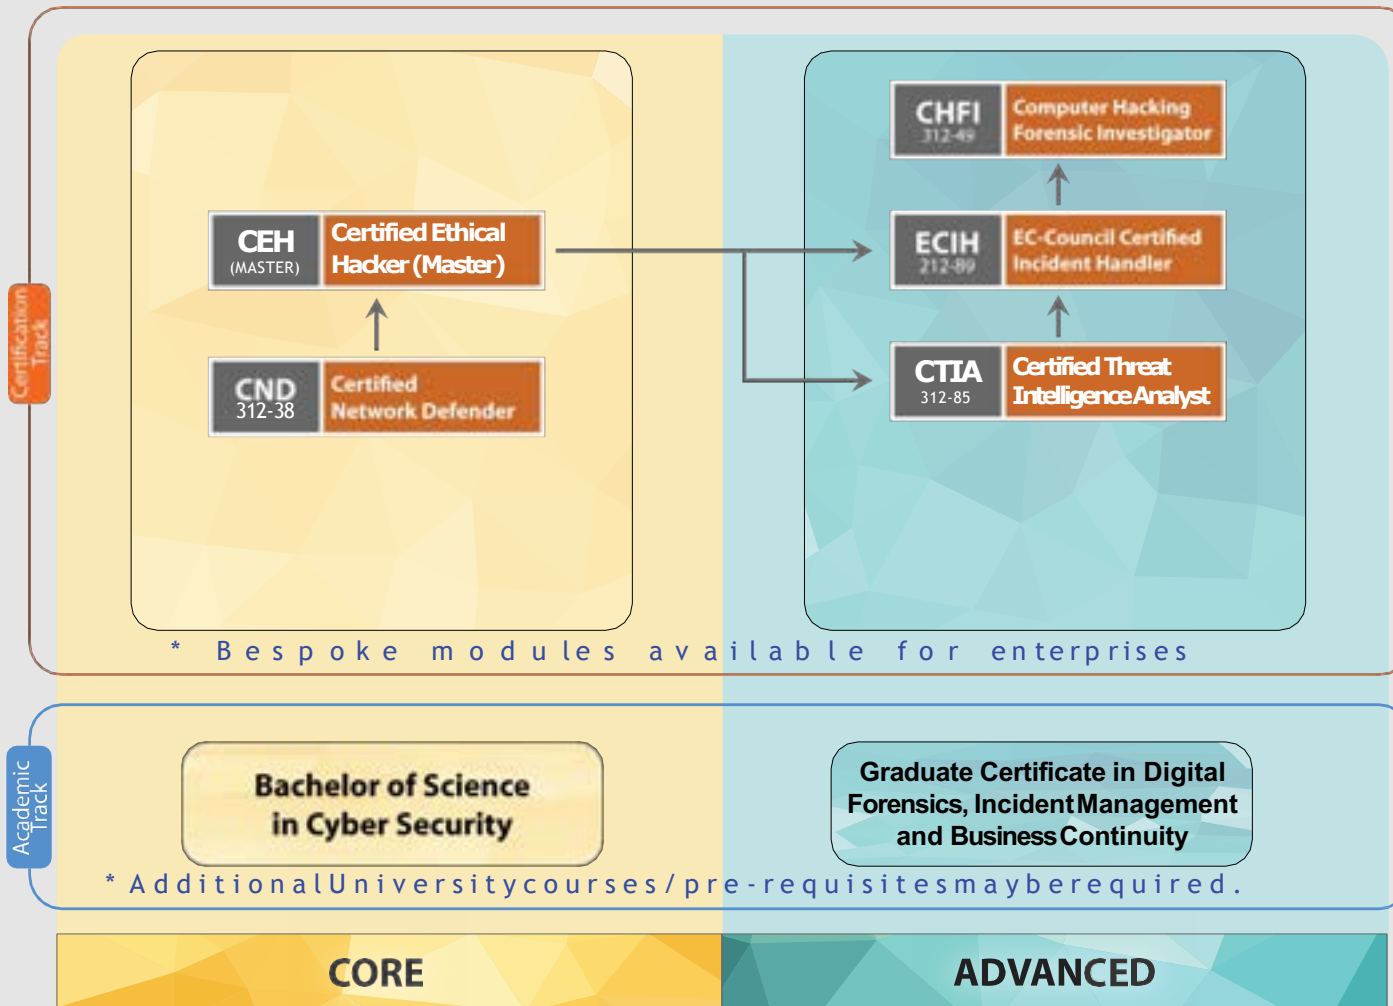 Certification
Track
CEH
(MASTER)
Certified Ethical
Hacker (Master)
CND
312-38
Certified
Network Defender
CHFI
312-49
Computer Hacking
Forensic Investigator
ECIH
212-89
EC-Council Certified
Incident Handler
CTIA
312-85
Certified Threat
Intelligence Analyst
* Bespoke modules available for enterprises
Academic
Track
Bachelor of Science
in Cyber Security
Graduate Certificate in Digital
Forensics, Incident Management
and Business Continuity
* Additional University courses/pre-requisites may be required.
CORE
ADVANCED